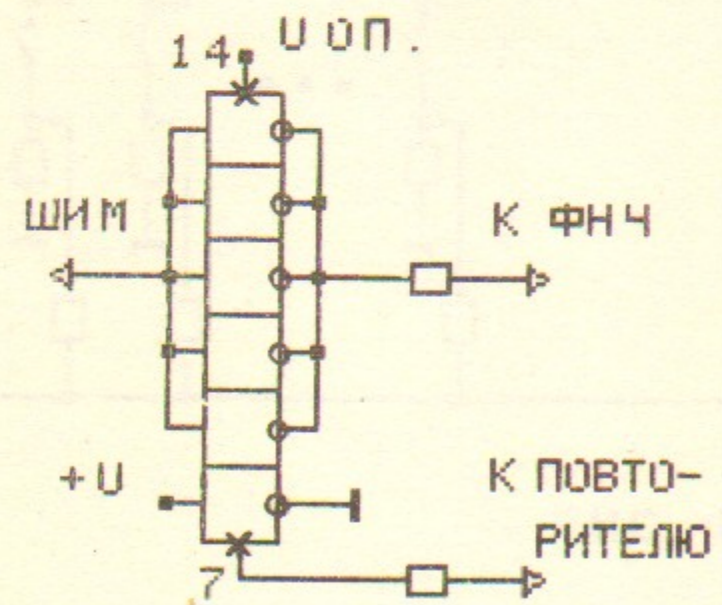 14 U ОП.
ШИМ
К ФНЧ
+U
К ПОВТО-
РИТЕЛЮ
7